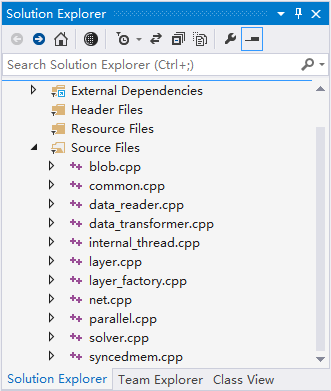 Solution Explorer
Search Solution Explorer (Ctrl+;)
External Dependencies
Header Files
Resource Files
Source Files
blob.cpp
common.cpp
data_reader.cpp
data_transformer.cpp
internal_thread.cpp
layer.cpp
layer_factory.cpp
net.cpp
parallel.cpp
solver.cpp
syncedmem.cpp
Solution Explorer Team Explorer Class View